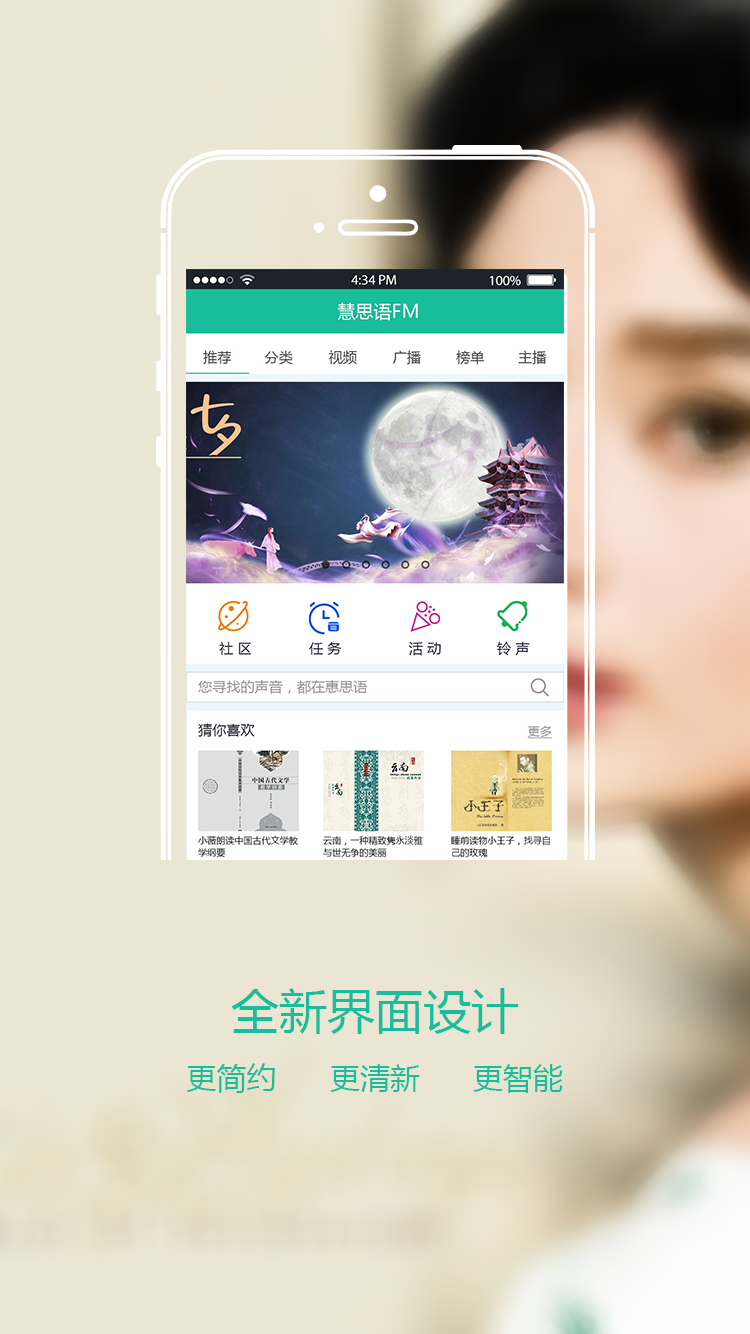 4:34 PM 100%
慧思语FM
推荐 分类 视频 广播 榜单 主播
七夕
社区 任务 活动 铃声
您寻找的声音，都在惠思语
猜你喜欢 更多
中国古代文学
云南
小王子
小薇朗读中国古代文学教
学纲要
云南，一种精致隽永淡雅
与世无争的美丽
睡前读物小王子，找寻自
己的玫瑰
全新界面设计
更简约 更清新 更智能